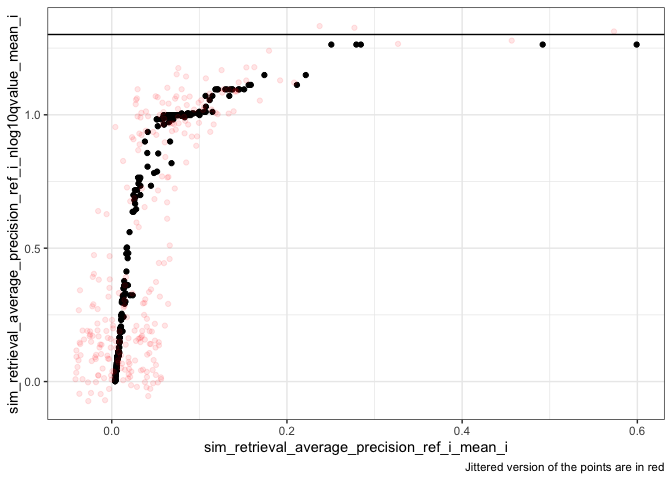 sim_retrieval_average_precision_ref_i_nlog10qvalue_mean_i
1.0
0.5
0.0
0.0
0.2
0.4
0.6
sim_retrieval_average_precision_ref_i_mean_i
Jittered version of the points are in red